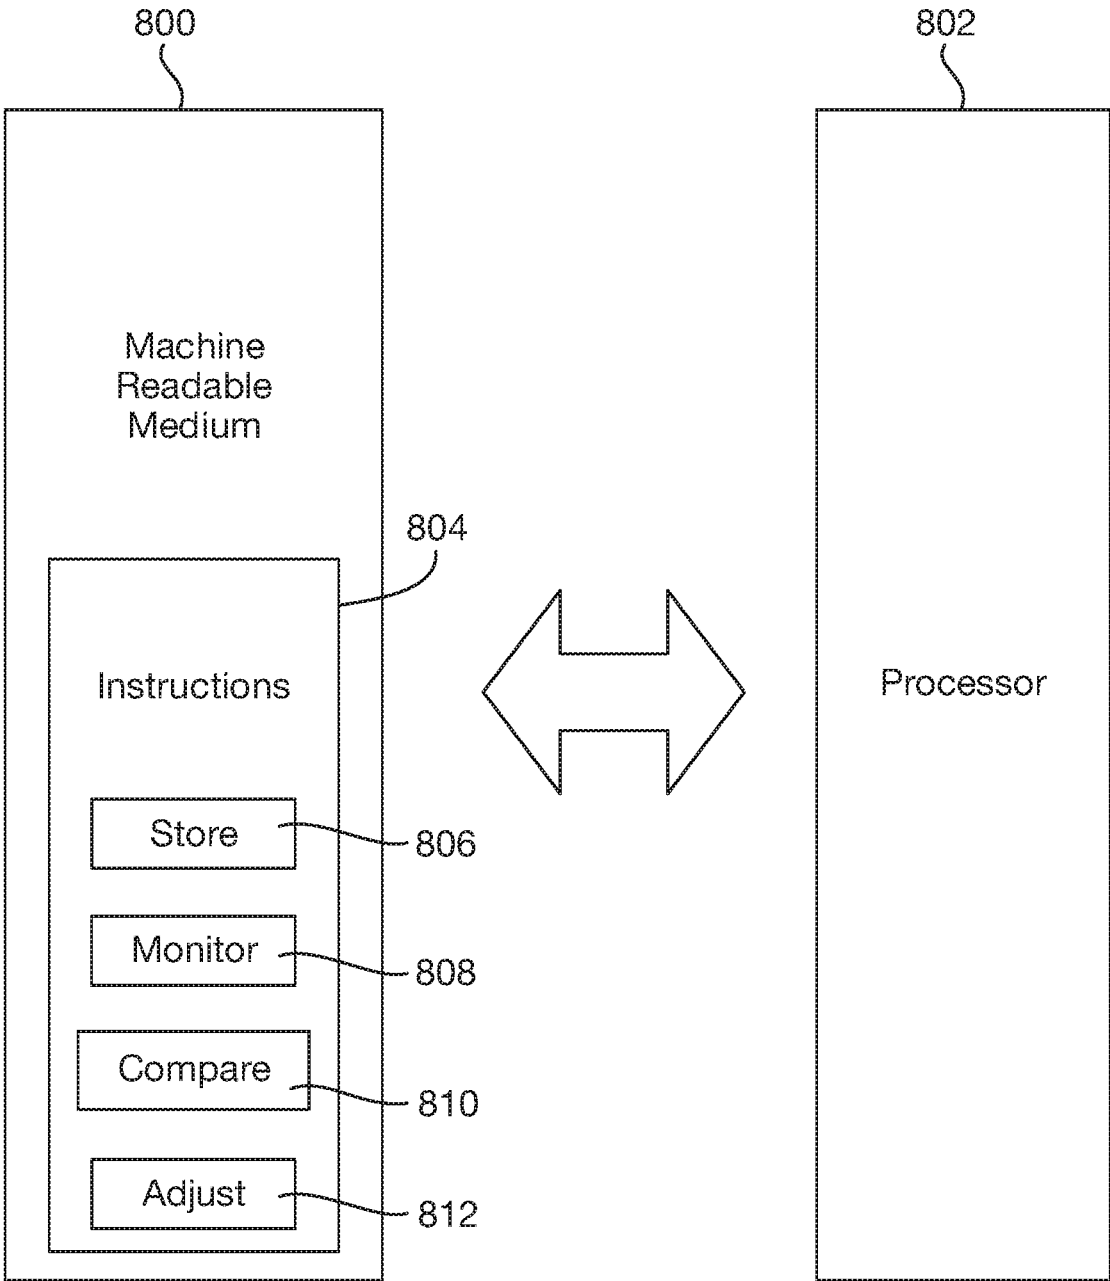 800
802
Machine
Readable
Medium
804
Instructions
Processor
Store
806
Monitor
808
Compare
810
Adjust
812